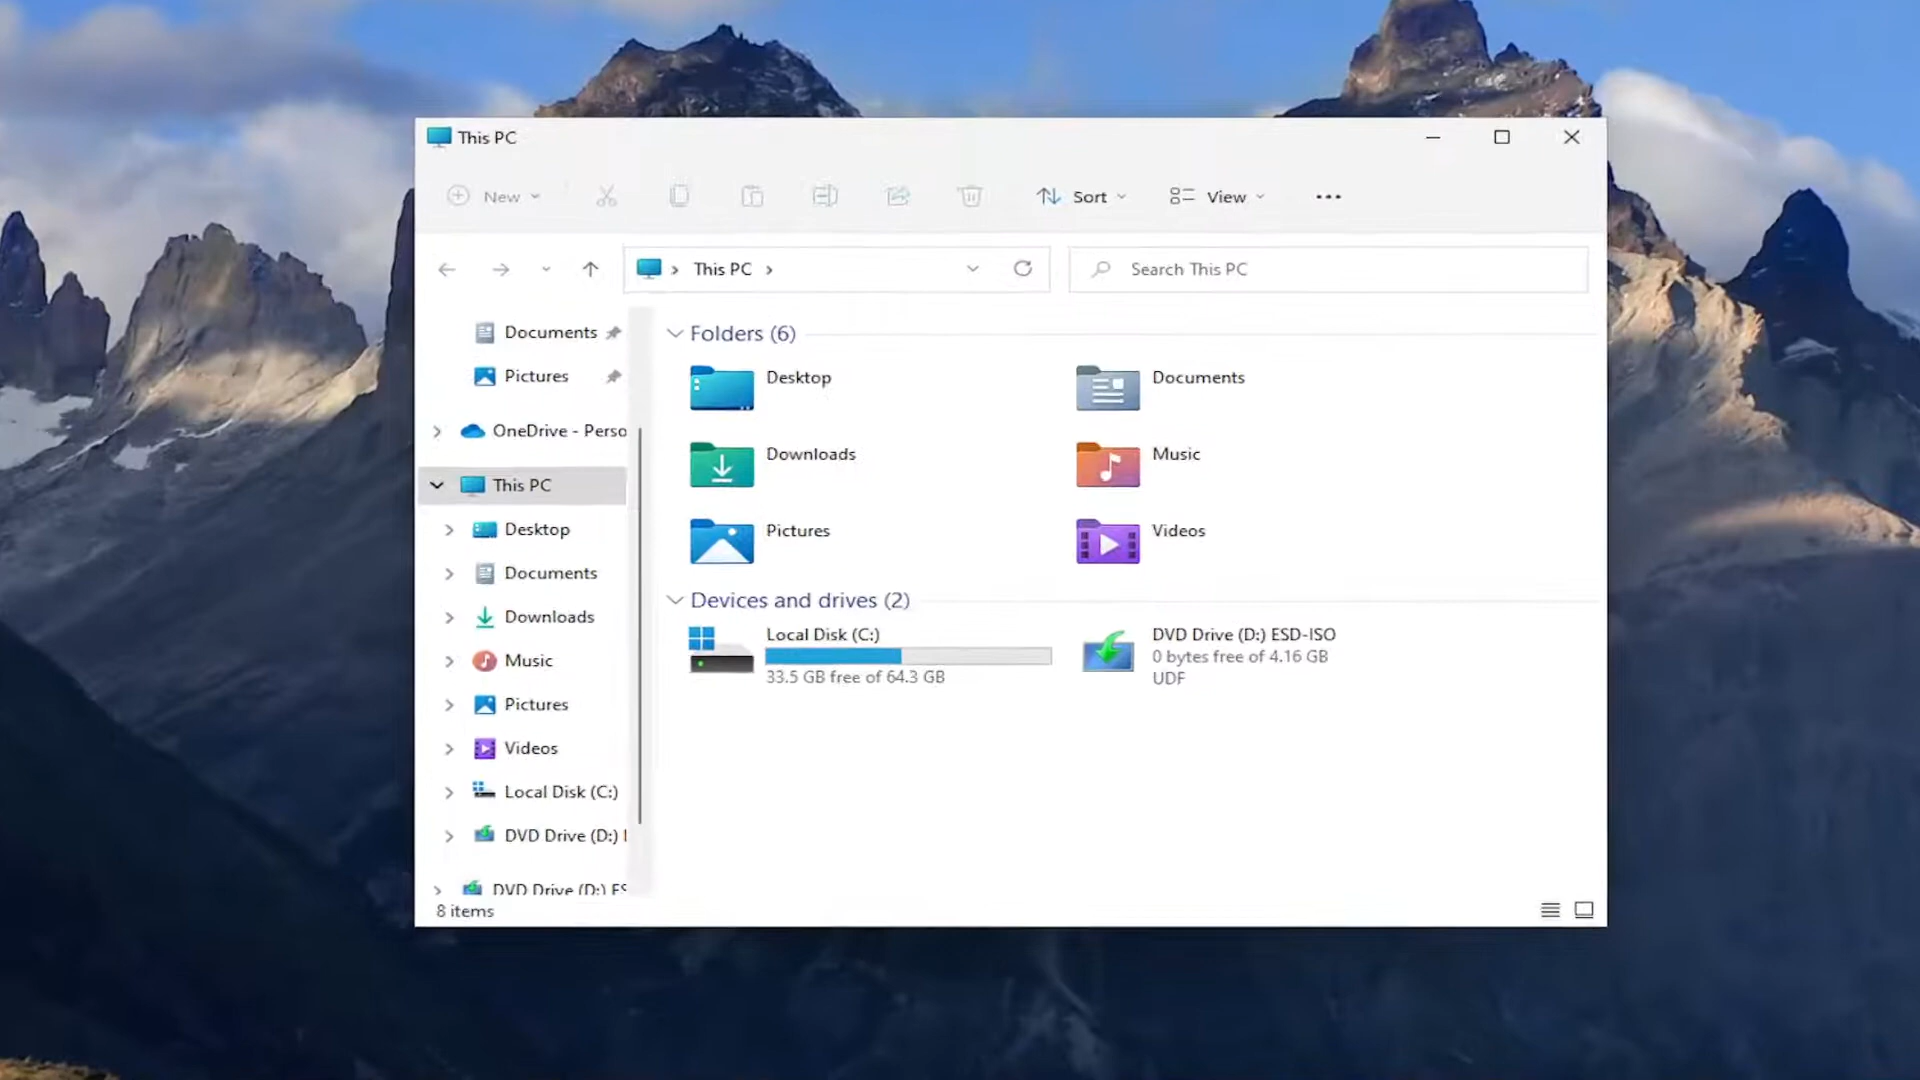 This PC
New
Sort
View
This PC
Search This PC
Documents
Pictures
OneDrive - Perso
This PC
Desktop
Documents
Downloads
Music
Pictures
Videos
Local Disk (C:)
DVD Drive (D:)
DVD Drive (D:) ES
Folders (6)
Desktop
Documents
Downloads
Music
Pictures
Videos
Devices and drives (2)
Local Disk (C:)
33.5 GB free of 64.3 GB
DVD Drive (D:) ESD-ISO
0 bytes free of 4.16 GB
UDF
8 items